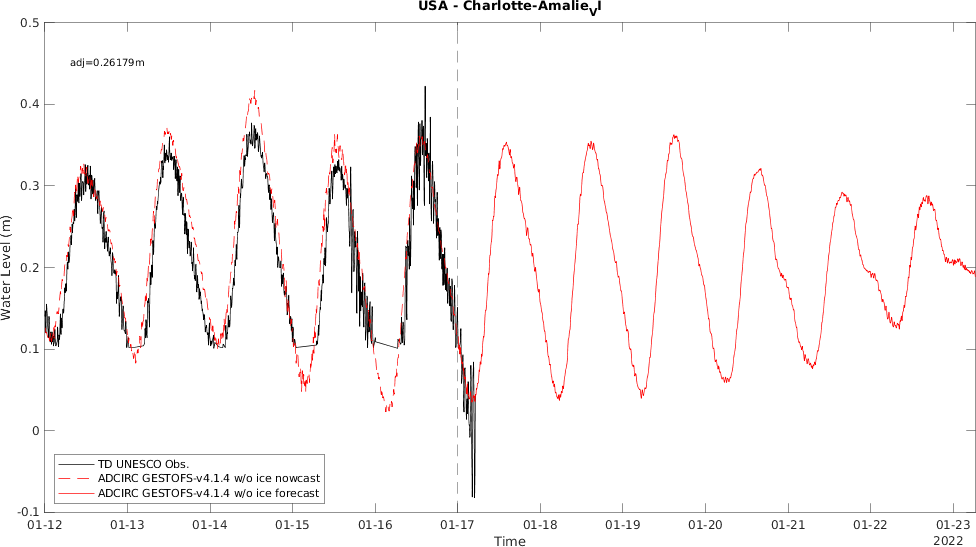 USA - Charlotte-AmalieVI
0.5
adj=0.26179m
0.4
0.3
0.2
0.1
0
-0.1
Water Level (m)
TD UNESCO Obs.
ADCIRC GESTOFS-v4.1.4 w/o ice nowcast
ADCIRC GESTOFS-v4.1.4 w/o ice forecast
01-12 01-13 01-14 01-15 01-16 01-17 01-18 01-19 01-20 01-21 01-22 01-23
Time
2022